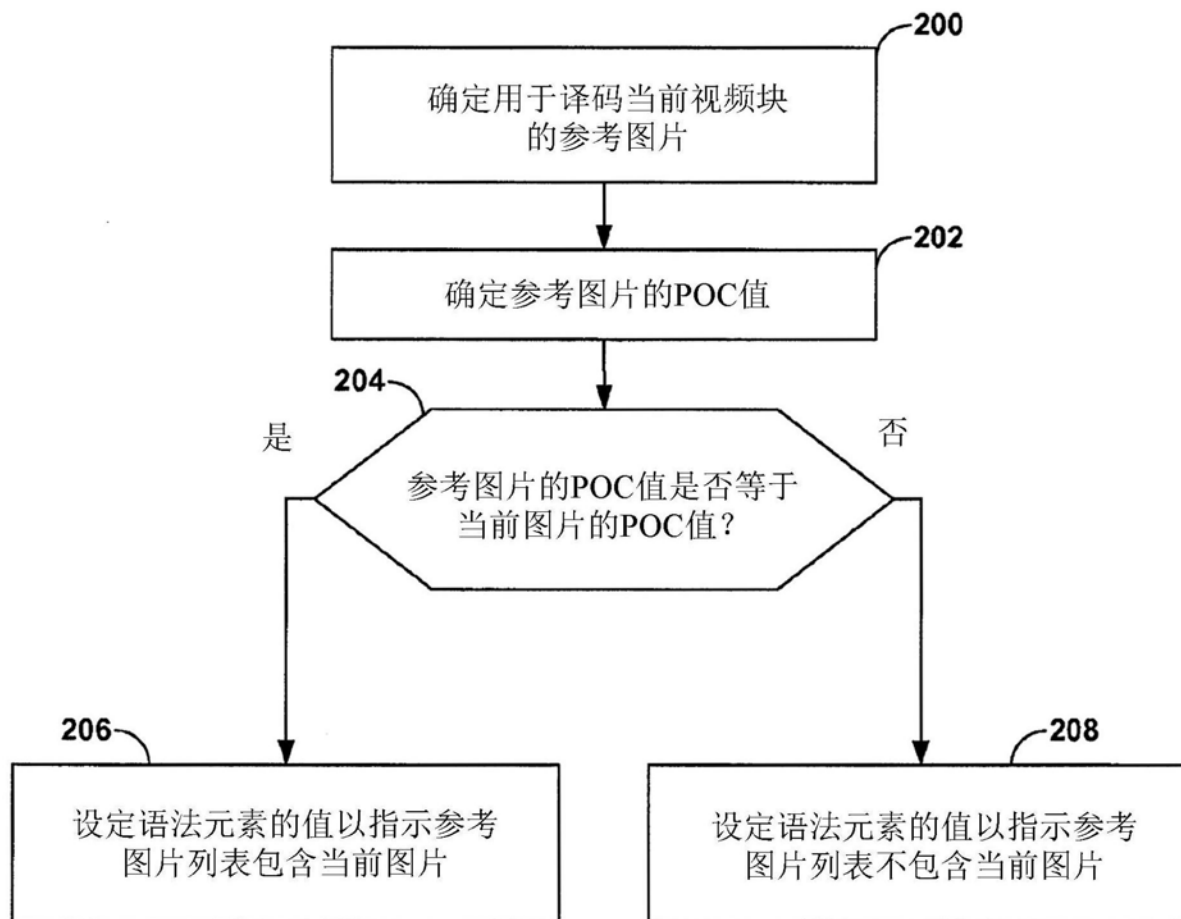 200
确定用于译码当前视频块
的参考图片
202
确定参考图片的POC值
204
是
否
参考图片的POC值是否等于
当前图片的POC值？
206
208
设定语法元素的值以指示参考
图片列表包含当前图片
设定语法元素的值以指示参考
图片列表不包含当前图片